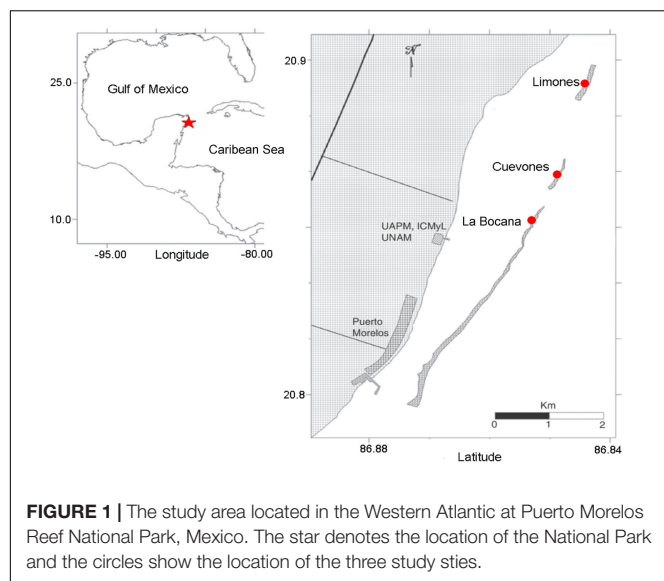 25.0
Gulf of Mexico
Caribean Sea
10.0
-95.00
Longitude
-80.00
20.9
N
Limones
Cuevones
La Bocana
UAPM, ICMyL
UNAM
Puerto
Morelos
20.8
Km
0 1 2
86.88
Latitude
86.84
FIGURE 1 | The study area located in the Western Atlantic at Puerto Morelos
Reef National Park, Mexico. The star denotes the location of the National Park
and the circles show the location of the three study sties.